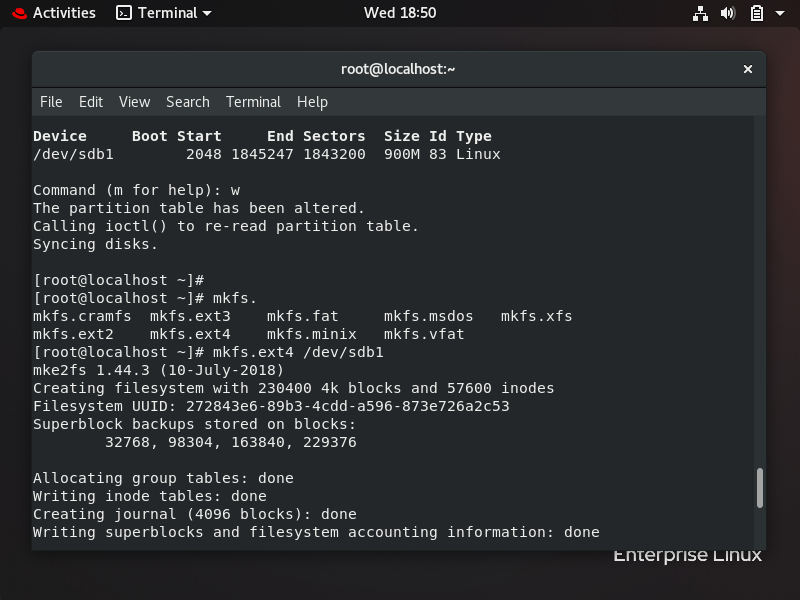 Activities Terminal Wed 18:50
root@localhost:~
File Edit View Search Terminal Help
Device     Boot Start     End Sectors  Size Id Type
/dev/sdb1        2048 1845247 1843200  900M 83 Linux
Command (m for help): w
The partition table has been altered.
Calling ioctl() to re-read partition table.
Syncing disks.
[root@localhost ~]#
[root@localhost ~]# mkfs.
mkfs.cramfs  mkfs.ext3    mkfs.fat     mkfs.msdos   mkfs.xfs
mkfs.ext2    mkfs.ext4    mkfs.minix   mkfs.vfat
[root@localhost ~]# mkfs.ext4 /dev/sdb1
mke2fs 1.44.3 (10-July-2018)
Creating filesystem with 230400 4k blocks and 57600 inodes
Filesystem UUID: 272843e6-89b3-4cdd-a596-873e726a2c53
Superblock backups stored on blocks:
        32768, 98304, 163840, 229376
Allocating group tables: done
Writing inode tables: done
Creating journal (4096 blocks): done
Writing superblocks and filesystem accounting information: done
Enterprise Linux